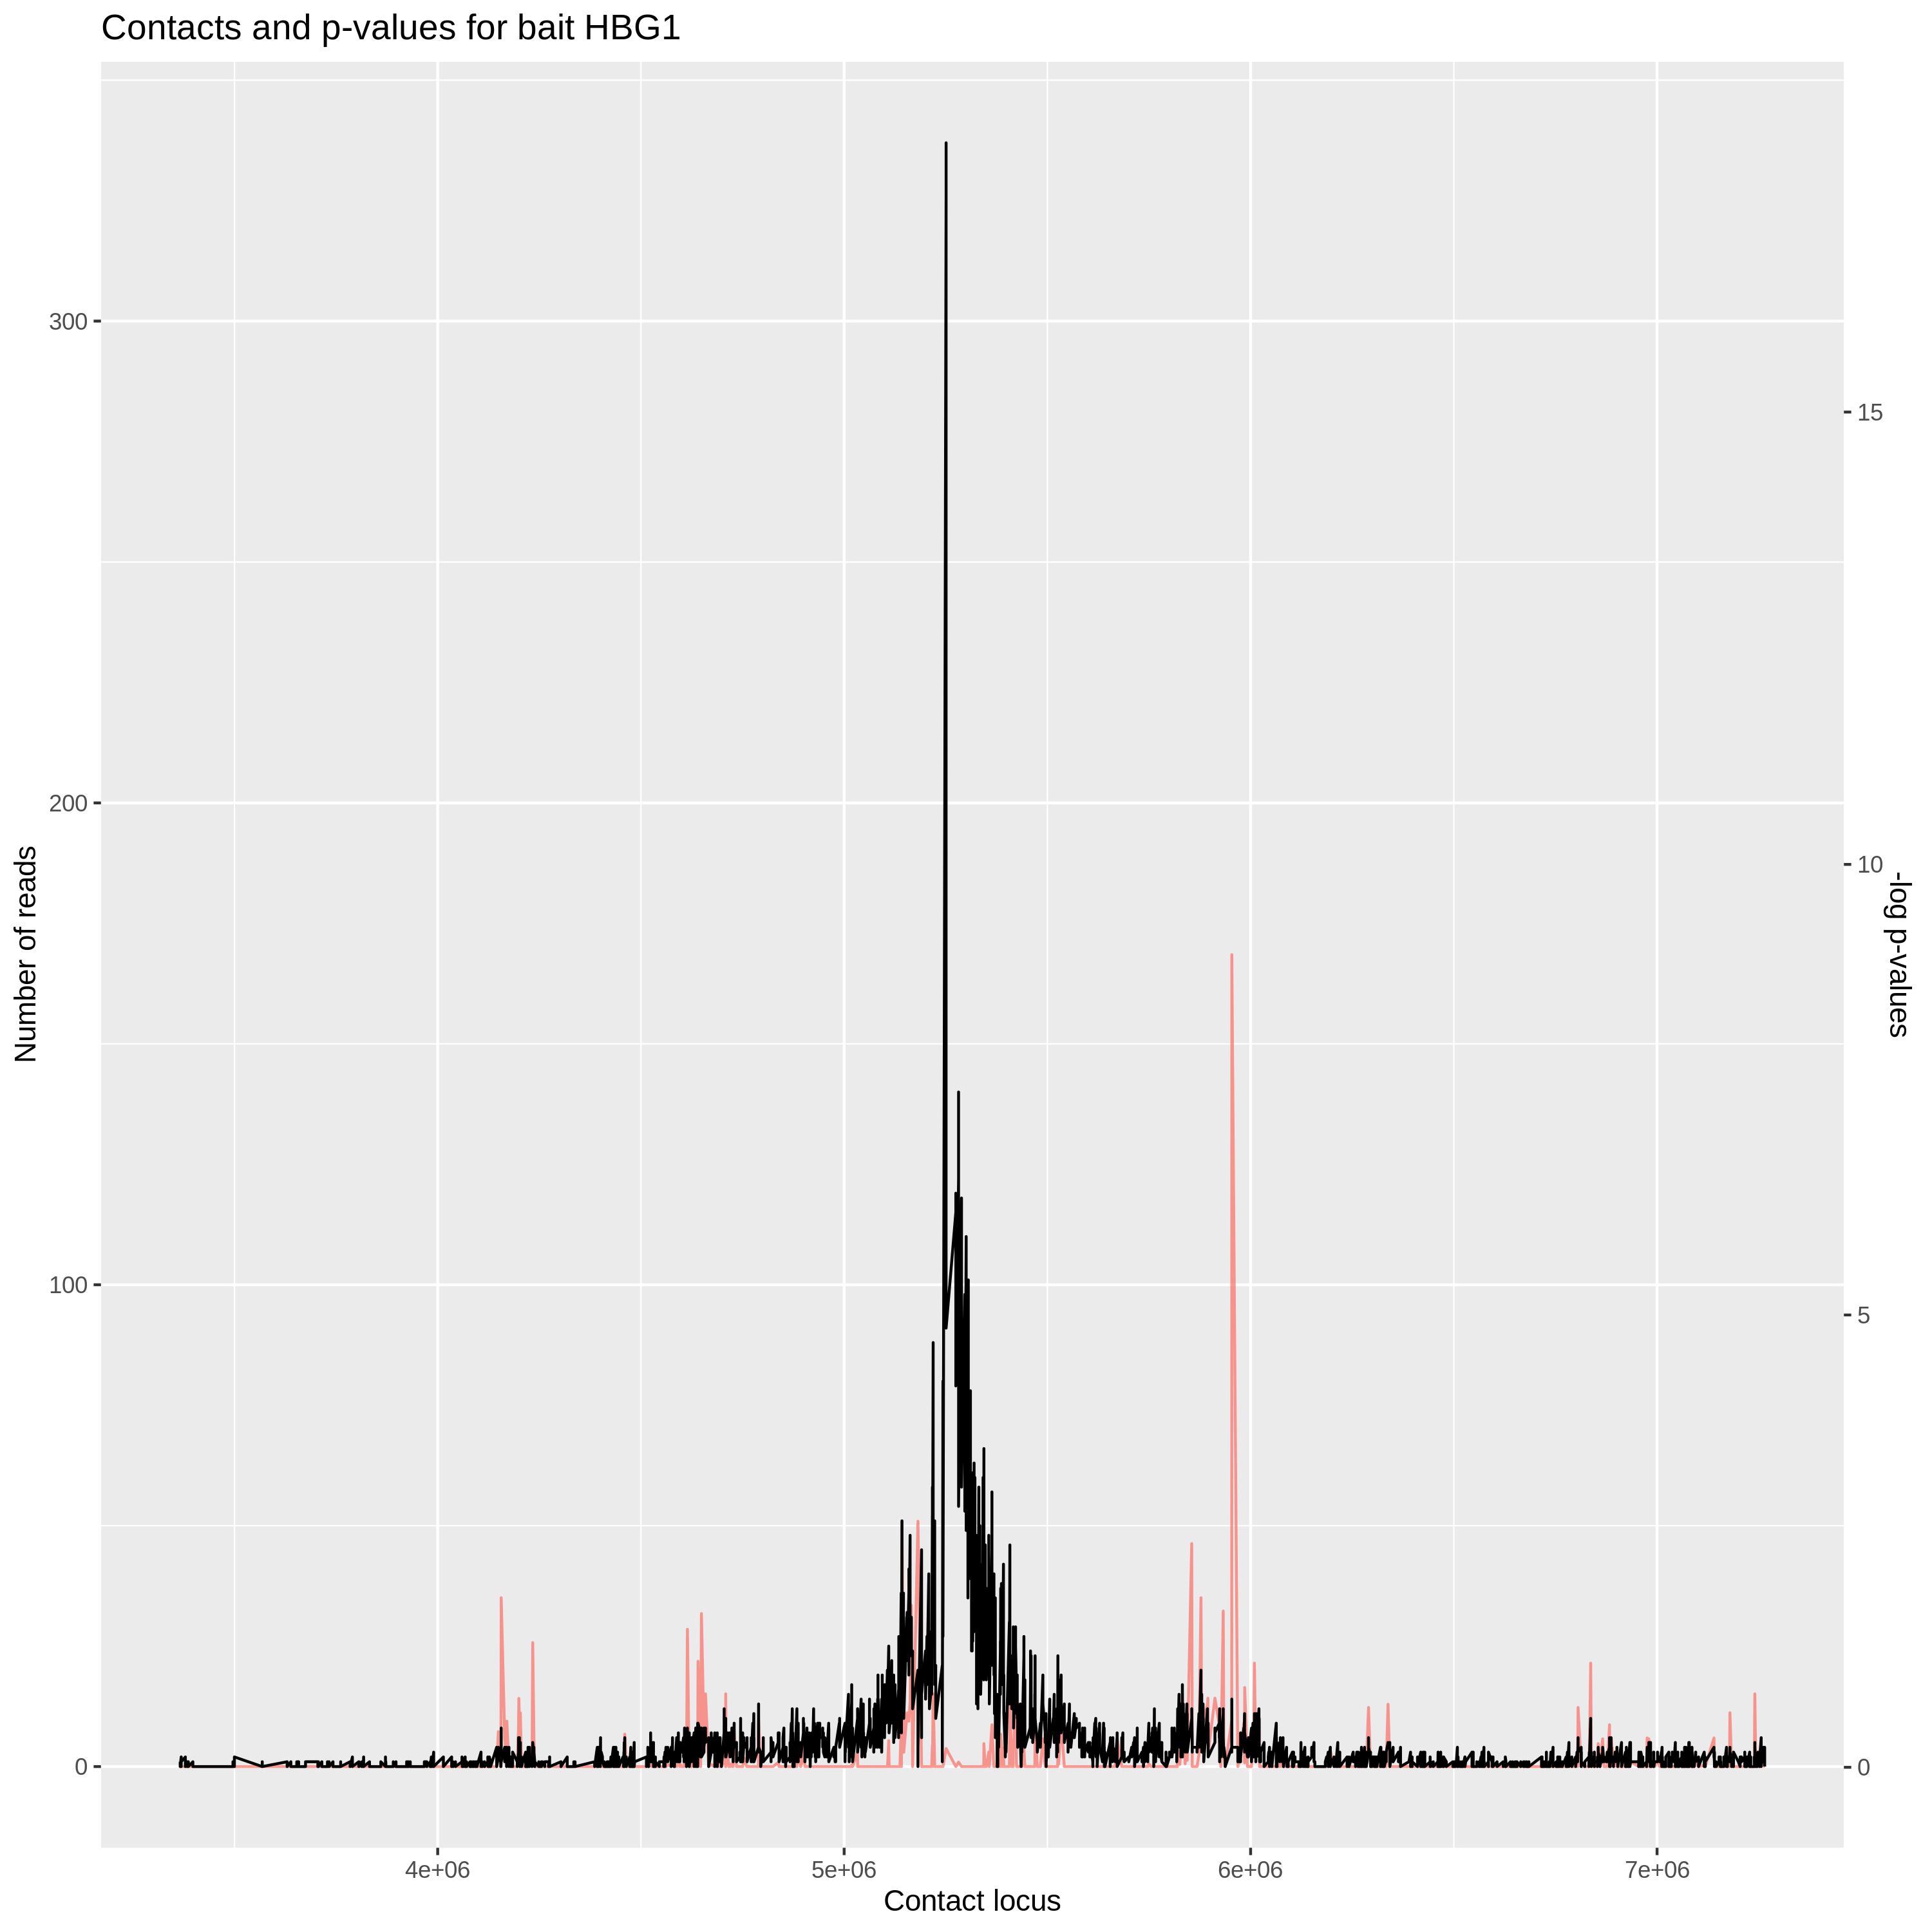 Contacts and p-values for bait HBG1
300
200
100
0
Number of reads
15
10
5
0
-log p-values
4e+06
5e+06
6e+06
7e+06
Contact locus